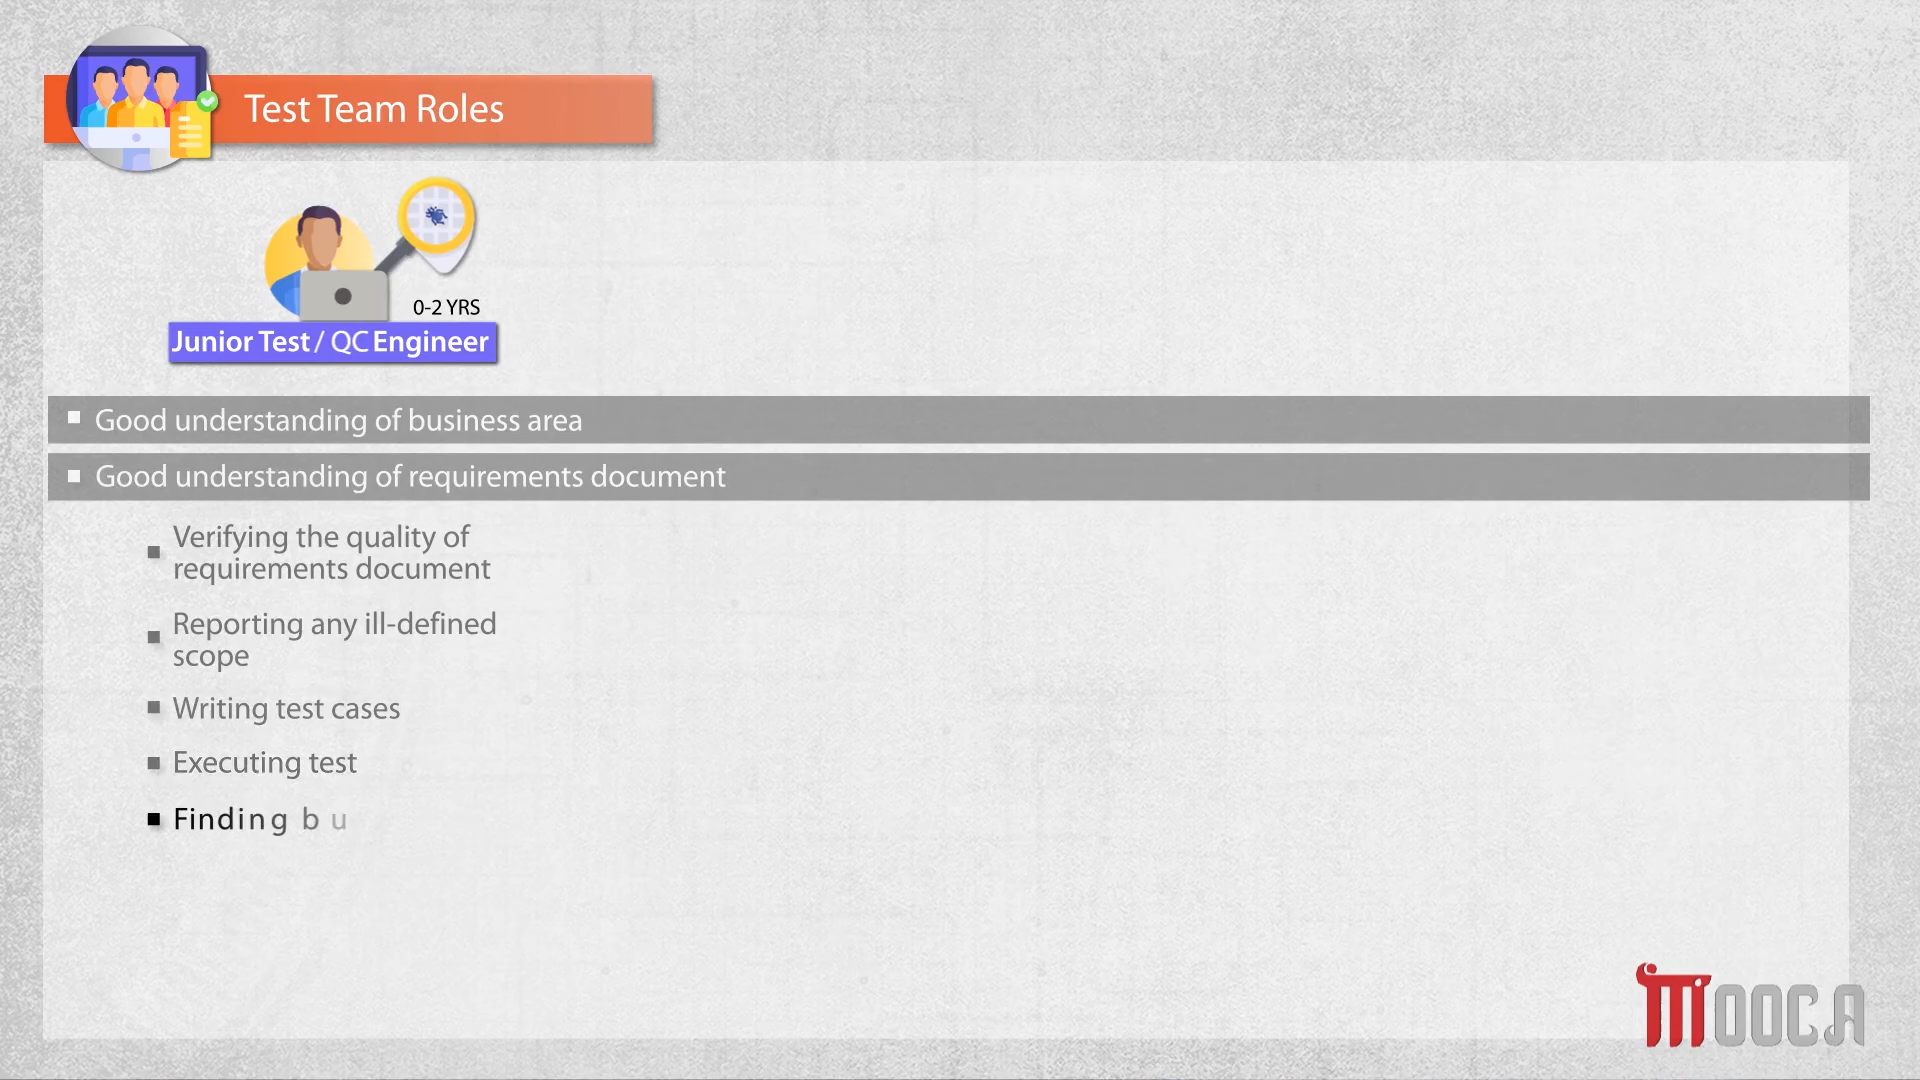 Test Team Roles
0-2 YRS
Junior Test / QC Engineer
Good understanding of business area
Good understanding of requirements document
Verifying the quality of
requirements document
Reporting any ill-defined
scope
Writing test cases
Executing test
Finding bu
MOOCA